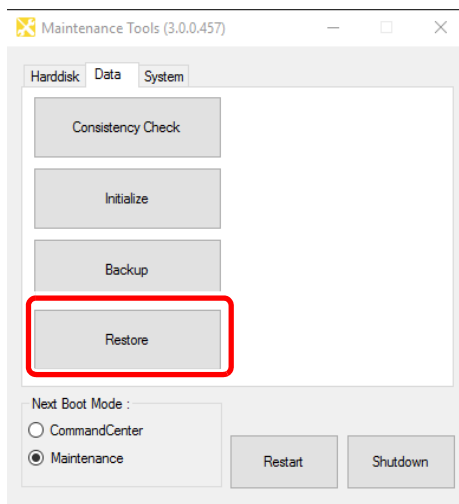 Maintenance Tools (3.0.0.457)
Harddisk Data System
Consistency Check
Initialize
Backup
Restore
Next Boot Mode :
CommandCenter
Maintenance
Restart Shutdown